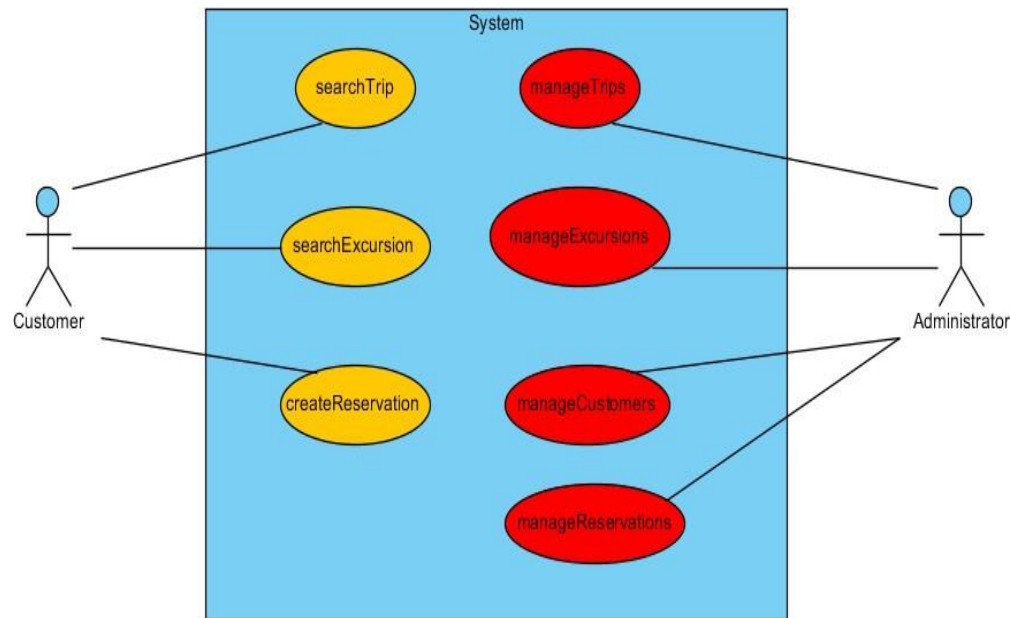 System
searchTrip
manageTrips
searchExcursion
manageExcursions
Customer
Administrator
createReservation
manageCustomers
manageReservations